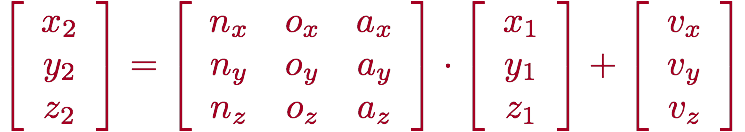 [ x₂ ] = [ nₓ oₓ aₓ ] · [ x₁ ] + [ vₓ ]
[ y₂ ] = [ n_y o_y a_y ] · [ y₁ ] + [ v_y ]
[ z₂ ] = [ n_z o_z a_z ] · [ z₁ ] + [ v_z ]